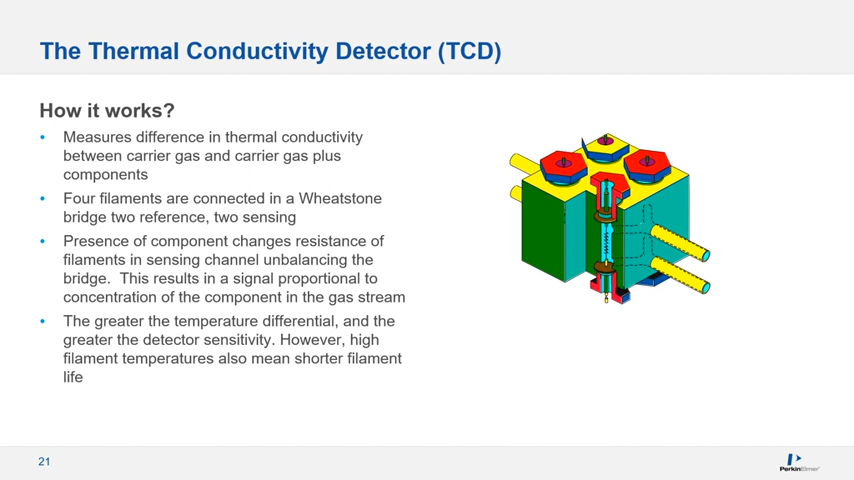 The Thermal Conductivity Detector (TCD)
How it works?
• Measures difference in thermal conductivity
between carrier gas and carrier gas plus
components
• Four filaments are connected in a Wheatstone
bridge two reference, two sensing
• Presence of component changes resistance of
filaments in sensing channel unbalancing the
bridge.  This results in a signal proportional to
concentration of the component in the gas stream
• The greater the temperature differential, and the
greater the detector sensitivity. However, high
filament temperatures also mean shorter filament
life
21
PerkinElmer